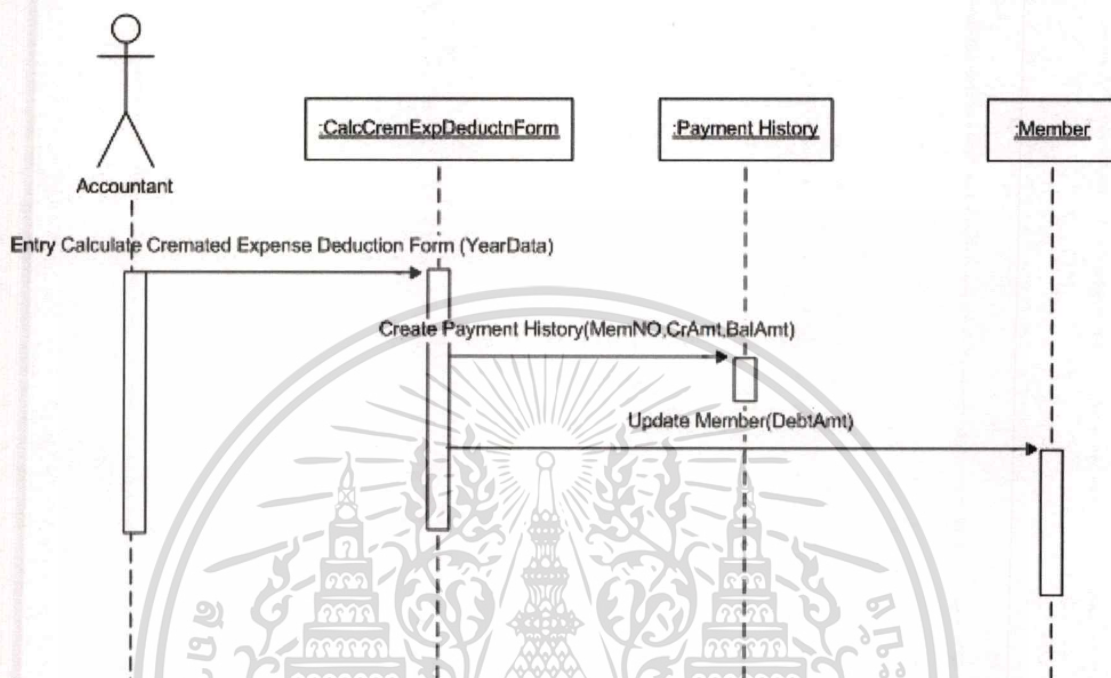 :CalcCremExpDeductnForm
:Payment History
:Member
Accountant
Entry Calculate Cremated Expense Deduction Form (YearData)
Create Payment History(MemNO,CrAmt,BalAmt)
Update Member(DebtAmt)